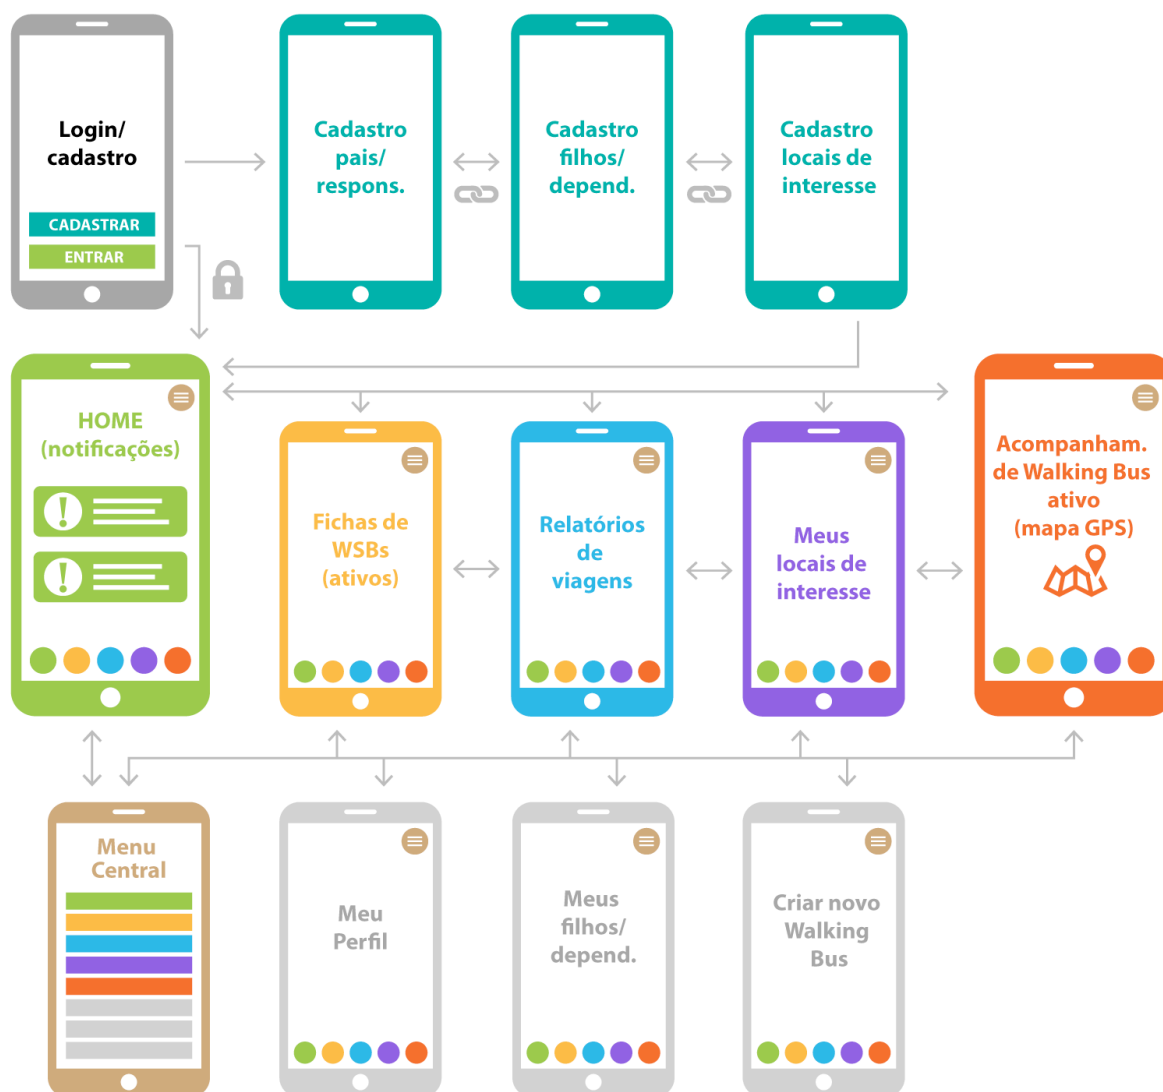 Login/
cadastro
CADASTRAR
ENTRAR
Cadastro
pais/
respons.
Cadastro
filhos/
depend.
Cadastro
locais de
interesse
HOME
(notificações)
Fichas de
WSBs
(ativos)
Relatórios
de
viagens
Meus
locais de
interesse
Acompanham.
de Walking Bus
ativo
(mapa GPS)
Menu
Central
Meu
Perfil
Meus
filhos/
depend.
Criar novo
Walking
Bus